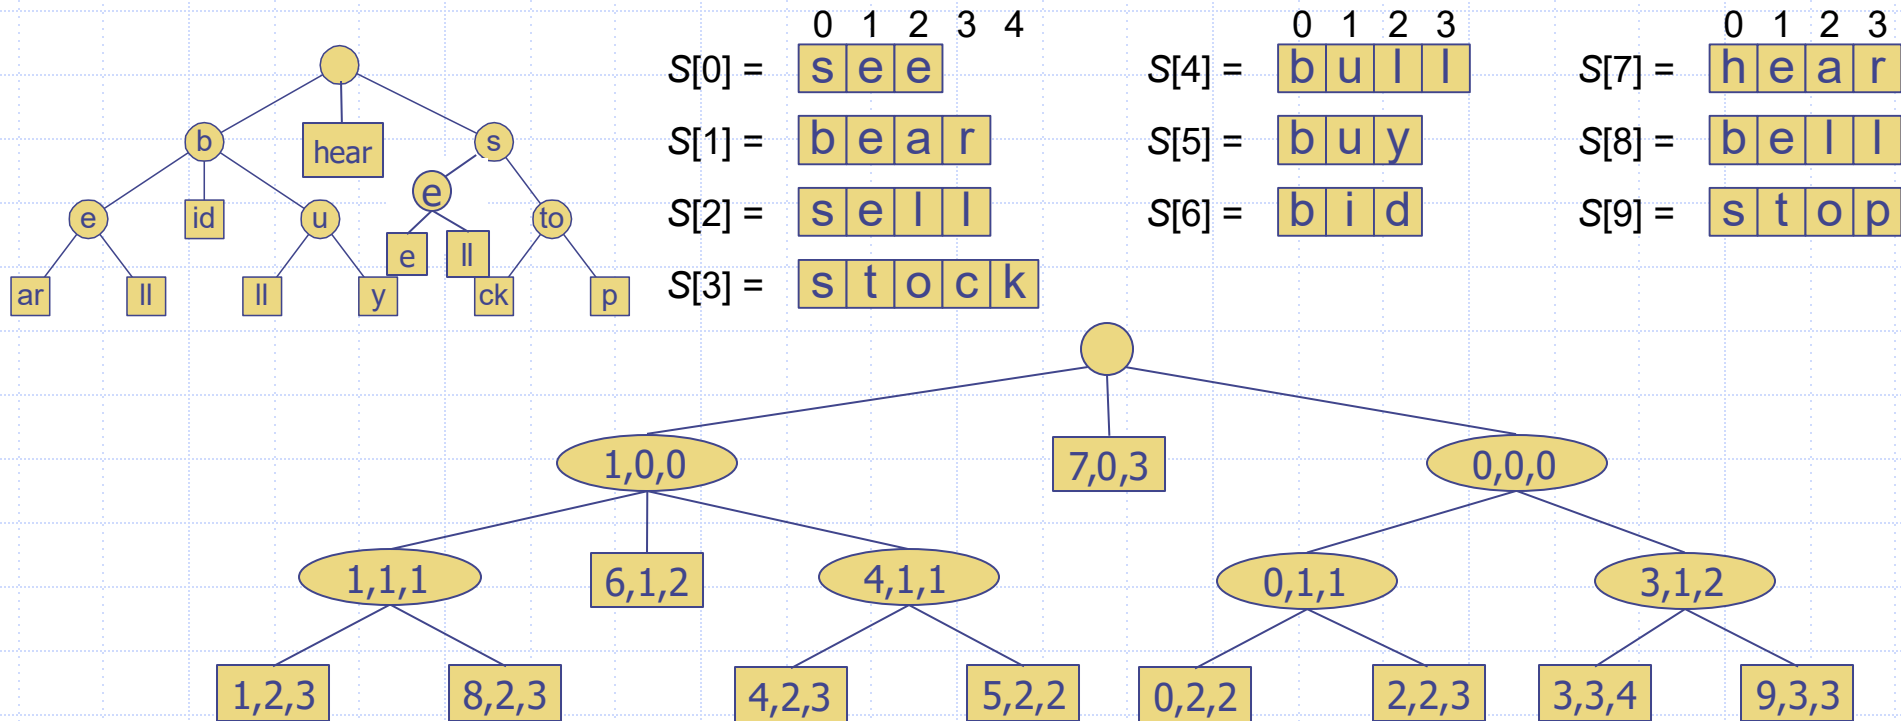 0 1 2 3 4
0 1 2 3
0 1 2 3
S[0] = s e e
S[4] = b u l l
S[7] = h e a r
b
hear
s
S[1] = b e a r
S[5] = b u y
S[8] = b e l l
e
id
u
e
to
S[2] = s e l l
S[6] = b i d
S[9] = s t o p
e
ll
ar
ll
ll
y
ck
p
S[3] = s t o c k
1,0,0
7,0,3
0,0,0
1,1,1
6,1,2
4,1,1
0,1,1
3,1,2
1,2,3
8,2,3
4,2,3
5,2,2
0,2,2
2,2,3
3,3,4
9,3,3